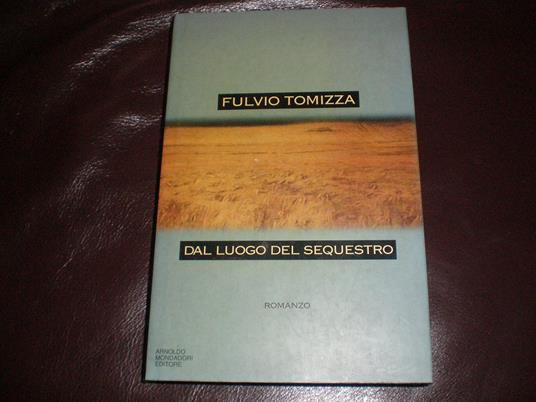 FULVIO TOMIZZA
DAL LUOGO DEL SEQUESTRO
ROMANZO
ARNOLDO
MONDADORI
EDITORE